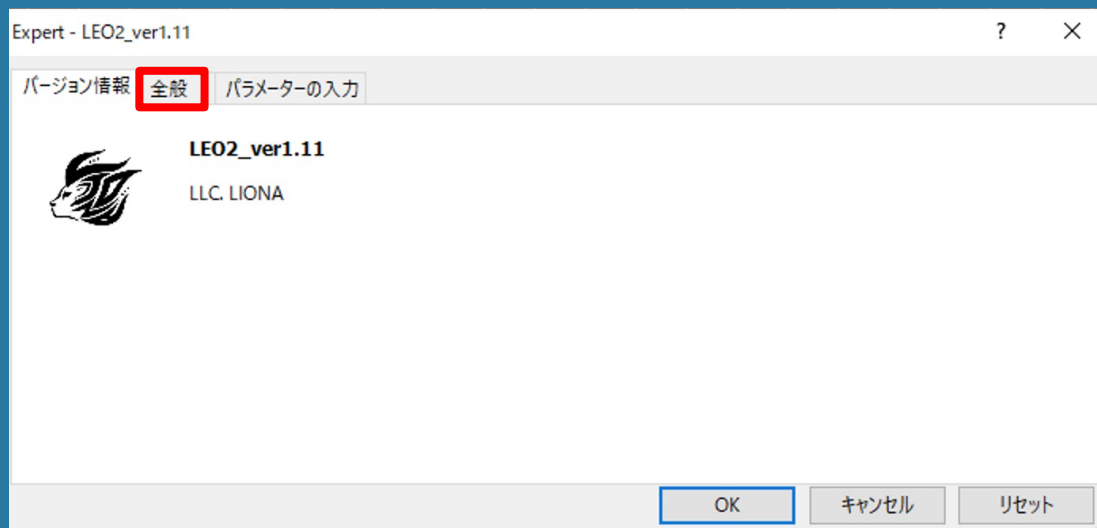 Expert - LEO2_ver1.11
? ×
バージョン情報 全般 パラメーターの入力
LEO2_ver1.11
LLC. LIONA
OK キャンセル リセット